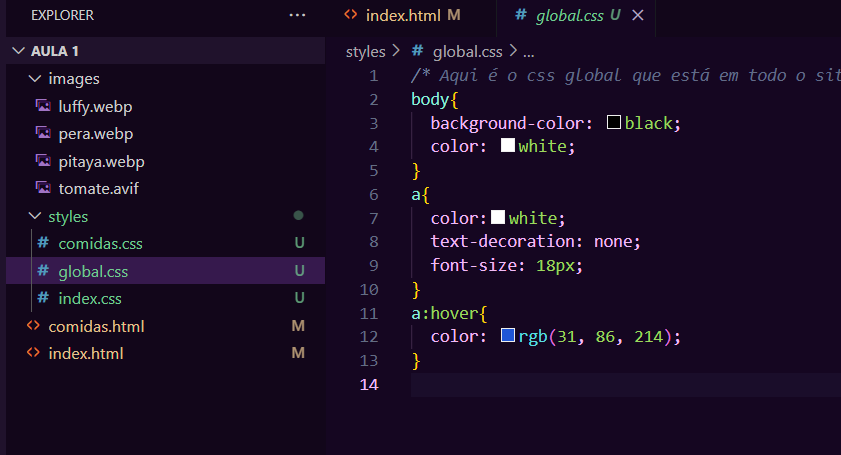 EXPLORER ···
AULA 1
images
luffy.webp
pera.webp
pitaya.webp
tomate.avif
styles
# comidas.css U
# global.css U
# index.css U
<> comidas.html M
<> index.html M
<> index.html M
# global.css U ×
styles > # global.css > ...
1 /* Aqui é o css global que está em todo o sit
2 body{
3 background-color: black;
4 color: white;
5 }
6 a{
7 color: white;
8 text-decoration: none;
9 font-size: 18px;
10 }
11 a:hover{
12 color: rgb(31, 86, 214);
13 }
14